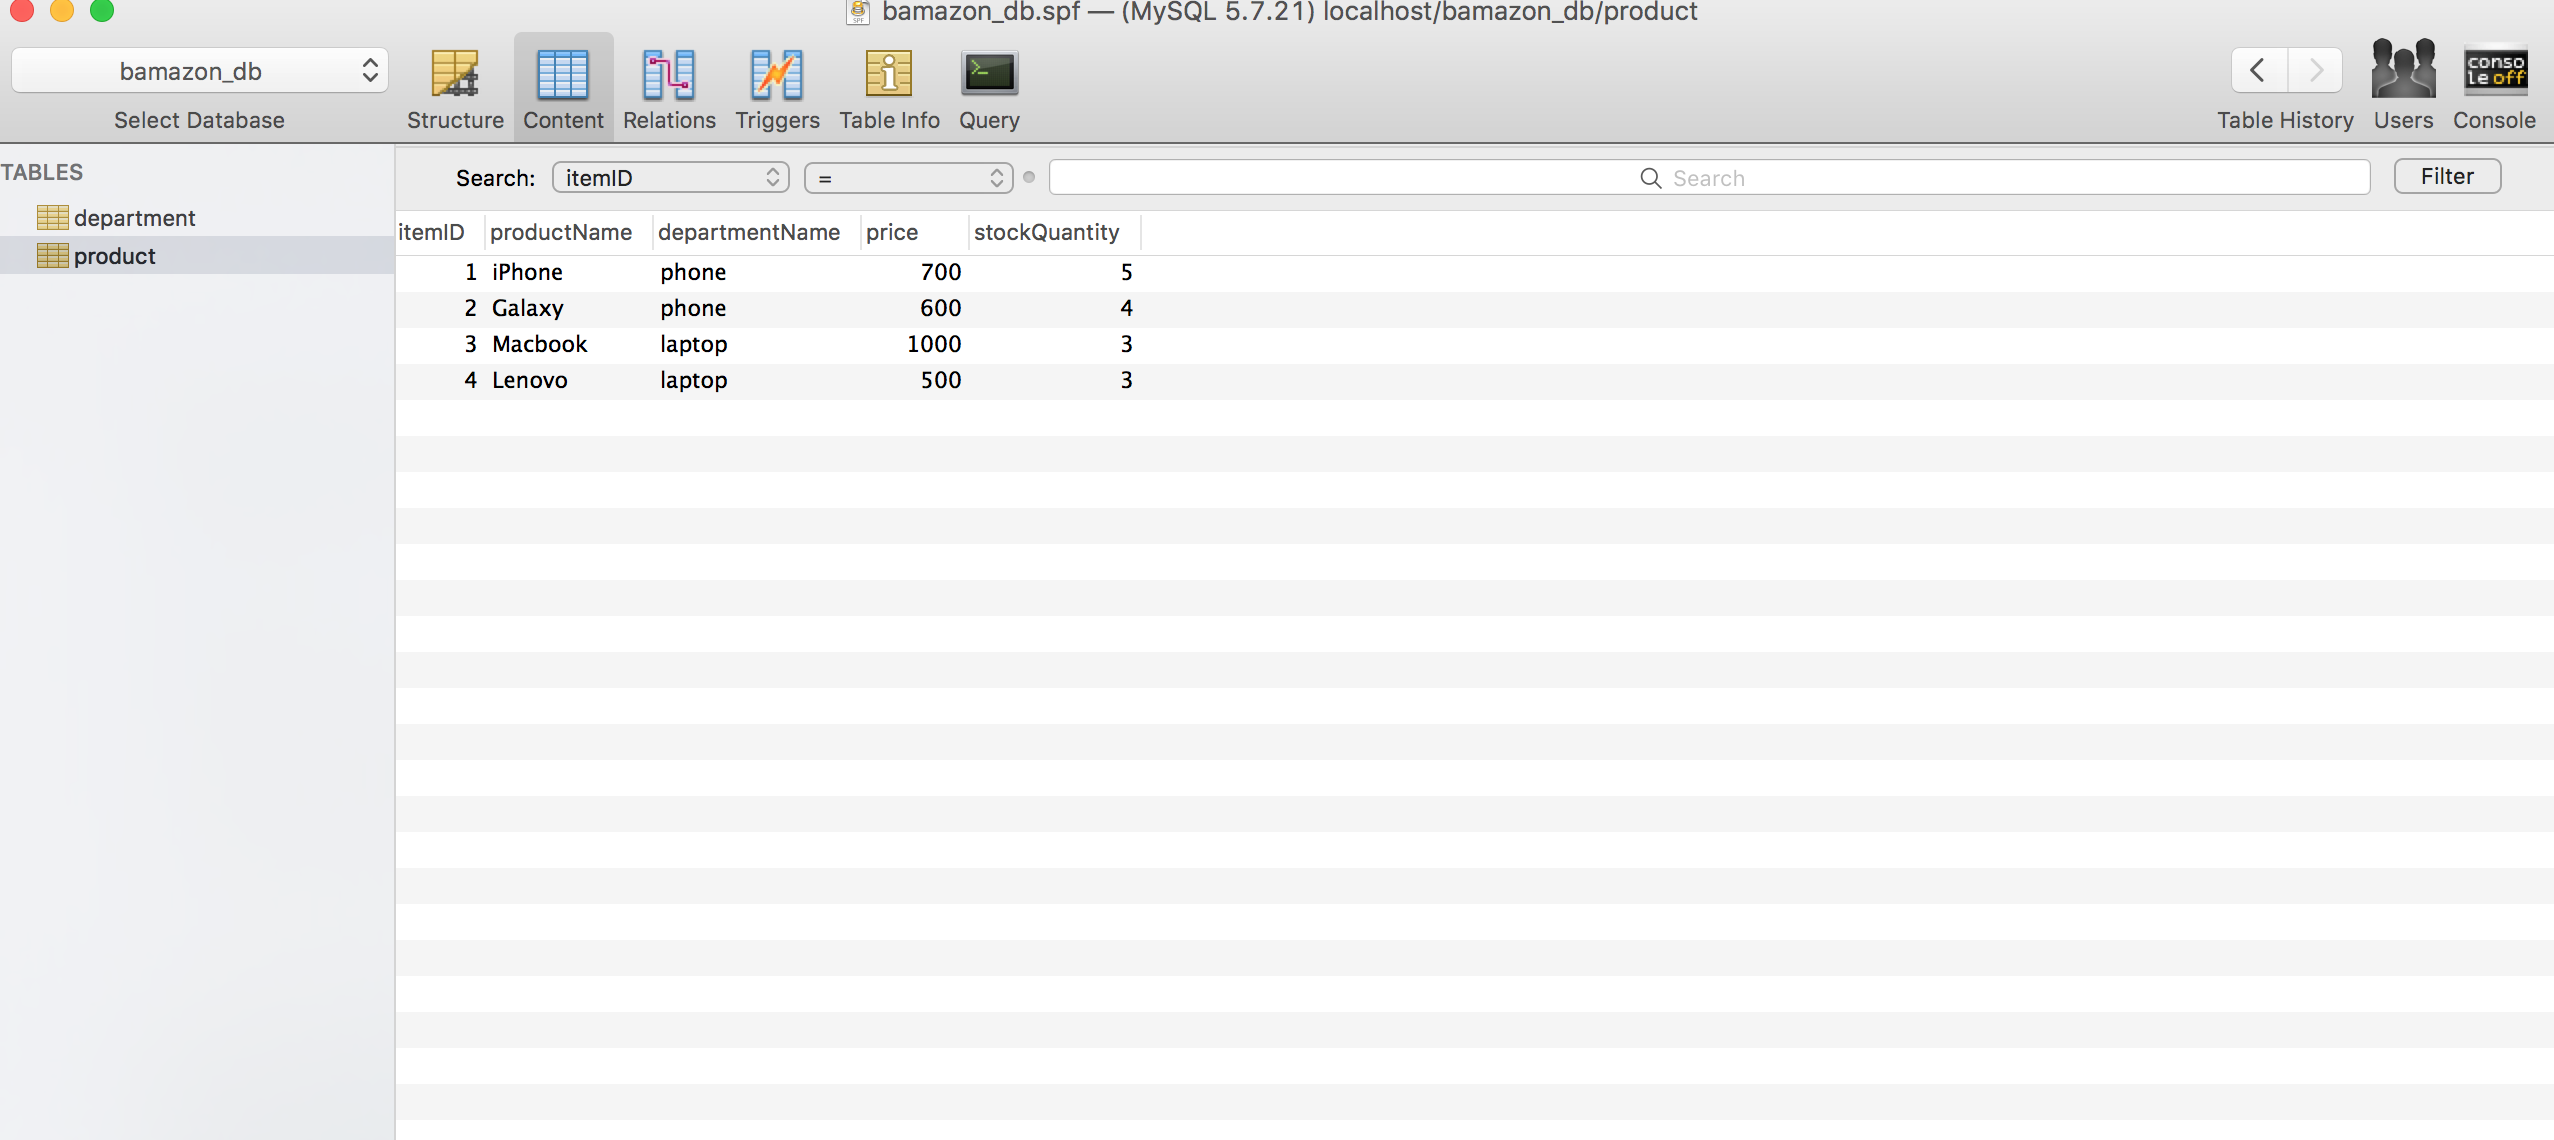 bamazon_db.spf — (MySQL 5.7.21) localhost/bamazon_db/product
bamazon_db
Select Database
Structure
Content
Relations
Triggers
Table Info
Query
Table History
Users
conso
le off
Console
TABLES
department
product
Search: itemID = Search Filter
itemID productName departmentName price stockQuantity
1 iPhone phone 700 5
2 Galaxy phone 600 4
3 Macbook laptop 1000 3
4 Lenovo laptop 500 3